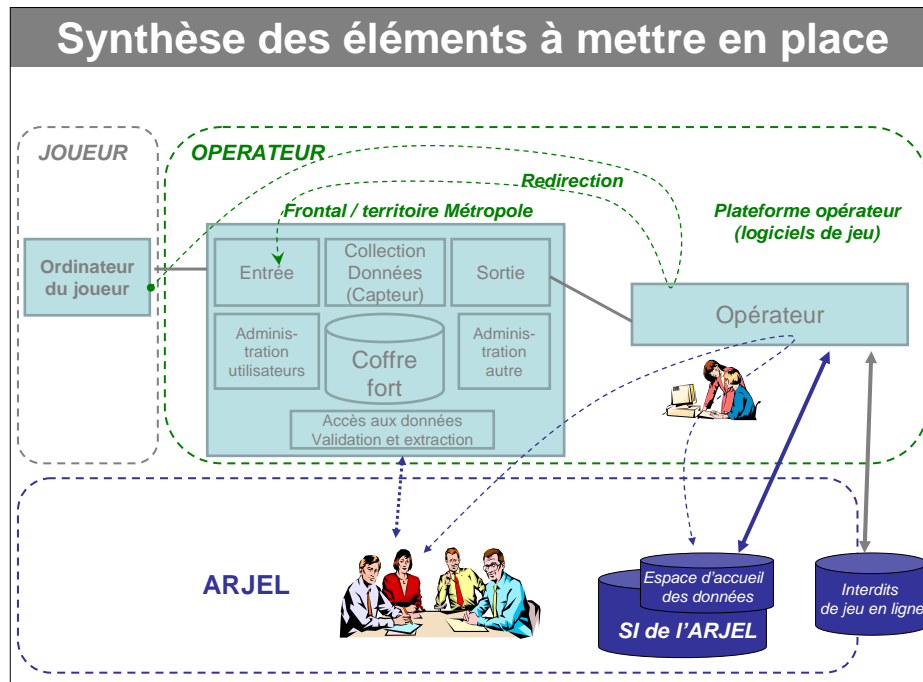 Synthèse des éléments à mettre en place
JOUEUR
OPERATEUR
Redirection
Frontal / territoire Métropole
Plateforme opérateur
(logiciels de jeu)
Ordinateur
du joueur
Entrée
Collection
Données
(Capteur)
Sortie
Opérateur
Adminis-
tration
utilisateurs
Coffre
fort
Adminis-
tration
autre
Accès aux données
Validation et extraction
ARJEL
Espace d'accueil
des données
SI de l'ARJEL
Interdits
de jeu en ligne